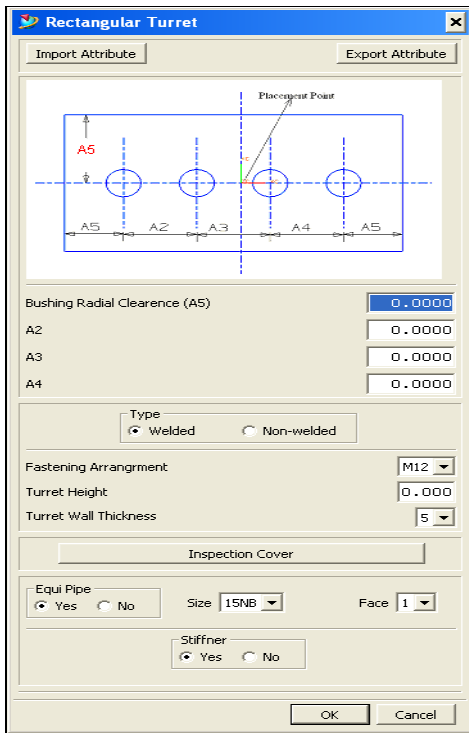 Rectangular Turret
Import Attribute Export Attribute
Placement Point
A5
A5 A2 A3 A4 A5
Bushing Radial Clearence (A5) 0.0000
A2 0.0000
A3 0.0000
A4 0.0000
Type
Welded Non-welded
Fastening Arrangrment M12
Turret Height 0.000
Turret Wall Thickness 5
Inspection Cover
Equi Pipe
Yes No Size 15NB Face 1
Stiffner
Yes No
OK Cancel